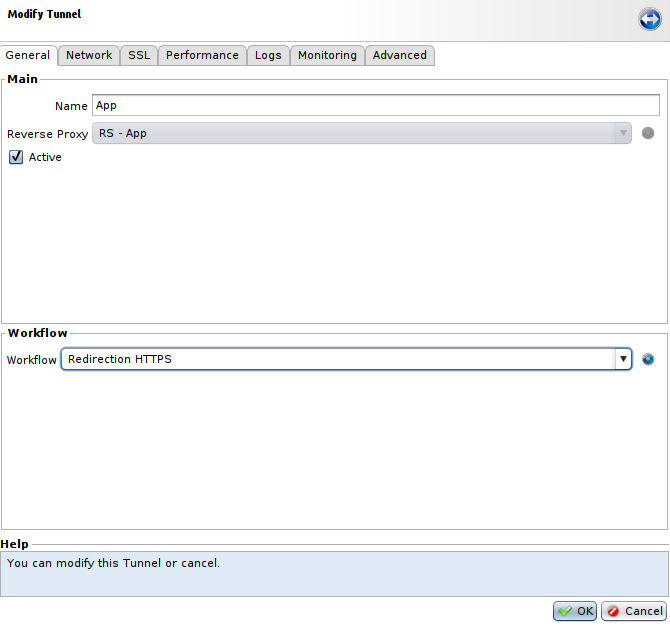 Modify Tunnel
General Network SSL Performance Logs Monitoring Advanced
Main
Name App
Reverse Proxy RS - App
Active
Workflow
Workflow Redirection HTTPS
Help
You can modify this Tunnel or cancel.
OK Cancel